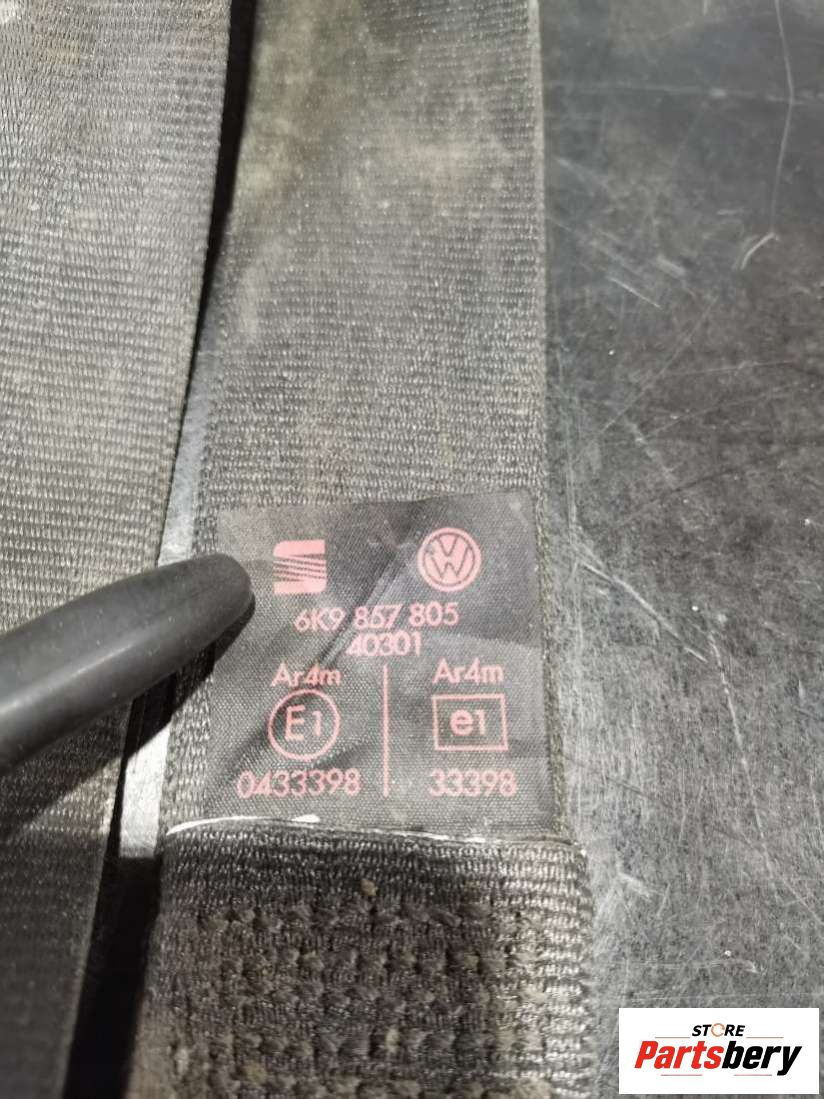 6K9 857 805
40301
Ar4m
Ar4m
E1
e1
0433398
33398
STORE
Partsbery